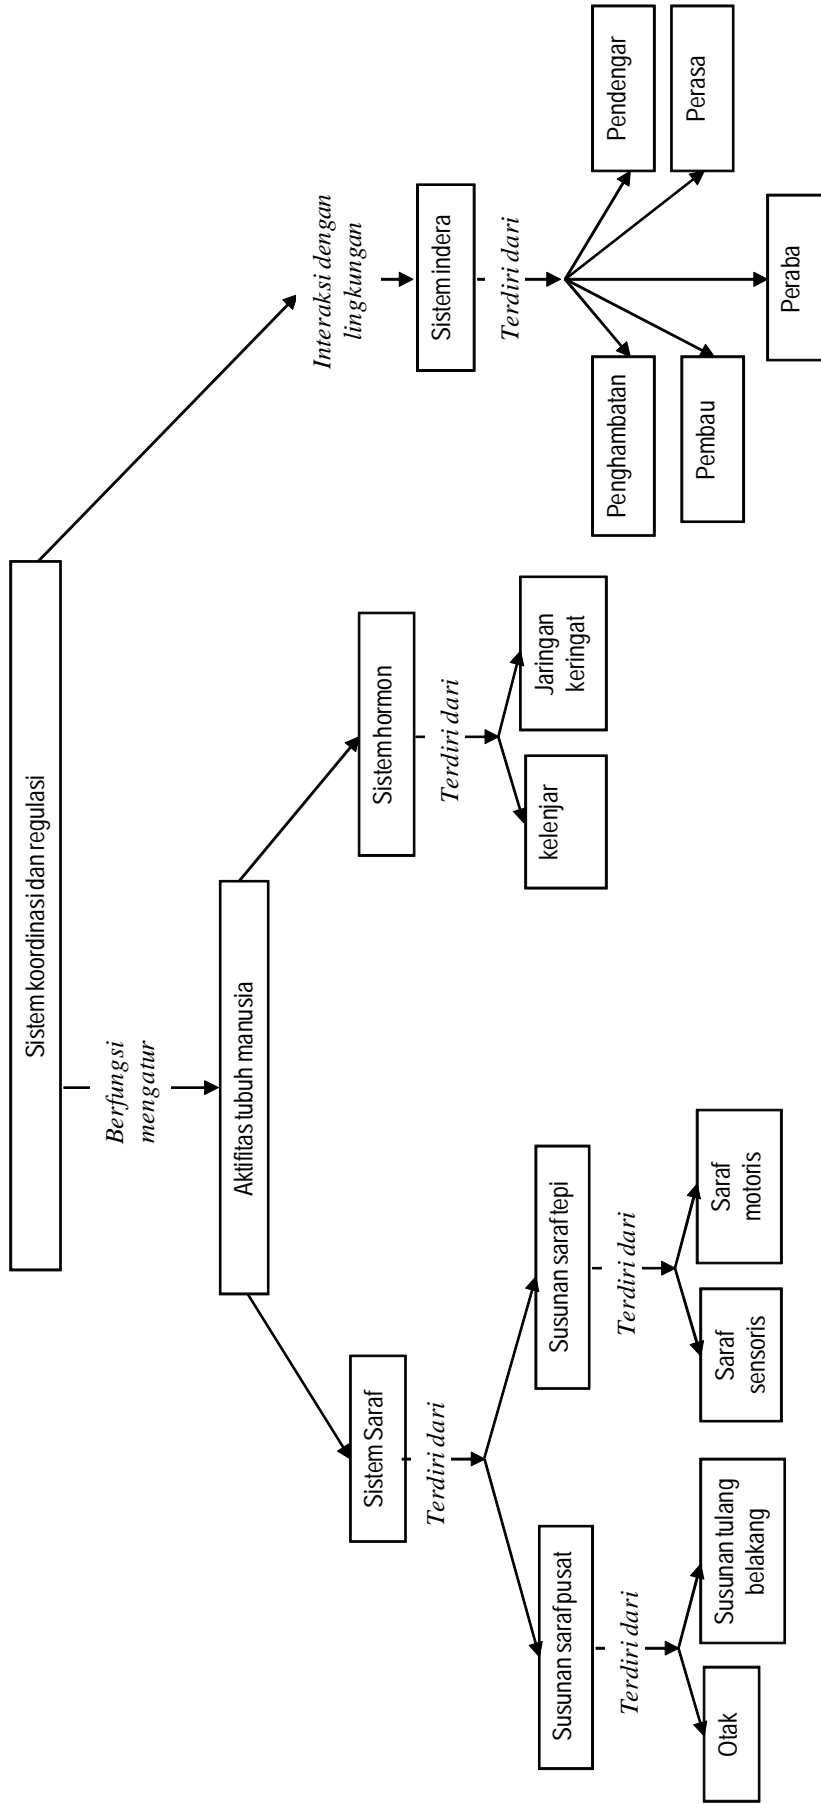 Sistem koordinasi dan regulasi
Berfungsi
mengatur
Interaksi dengan
lingkungan
Aktifitas tubuh manusia
Sistem Saraf
Sistem hormon
Sistem indera
Terdiri dari
Terdiri dari
Terdiri dari
Susunan saraf pusat
Susunan saraf tepi
kelenjar
Jaringan
keringat
Penghambatan
Pendengar
Pembau
Perasa
Peraba
Terdiri dari
Terdiri dari
Otak
Susunan tulang
belakang
Saraf
sensoris
Saraf
motoris